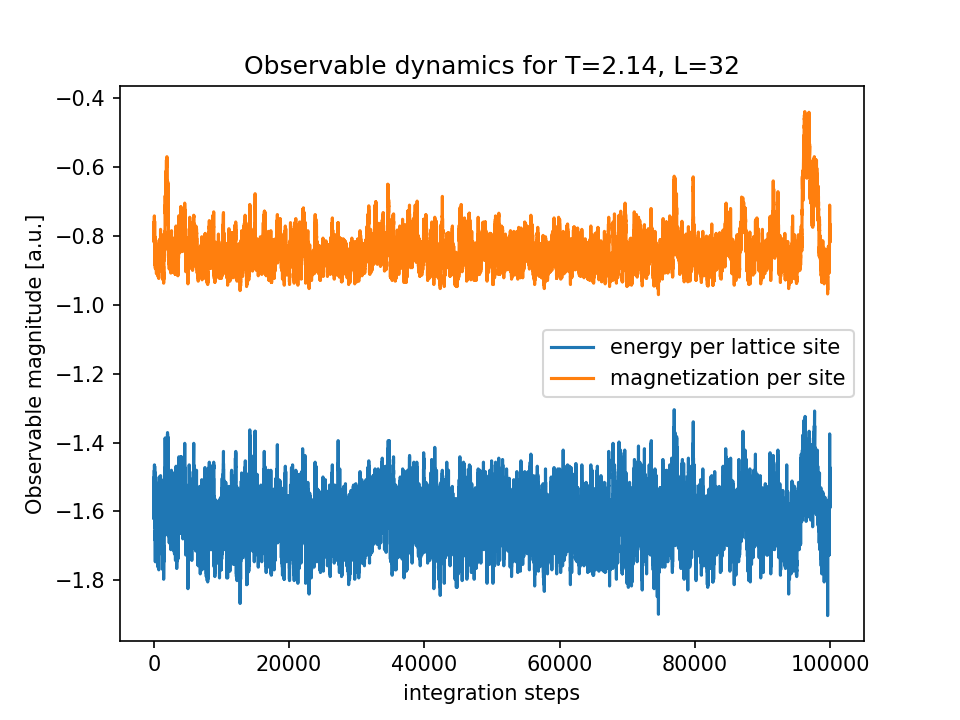 Observable dynamics for T=2.14, L=32
Observable magnitude [a.u.]
−0.4
−0.6
−0.8
−1.0
−1.2
−1.4
−1.6
−1.8
energy per lattice site
magnetization per site
0 20000 40000 60000 80000 100000
integration steps